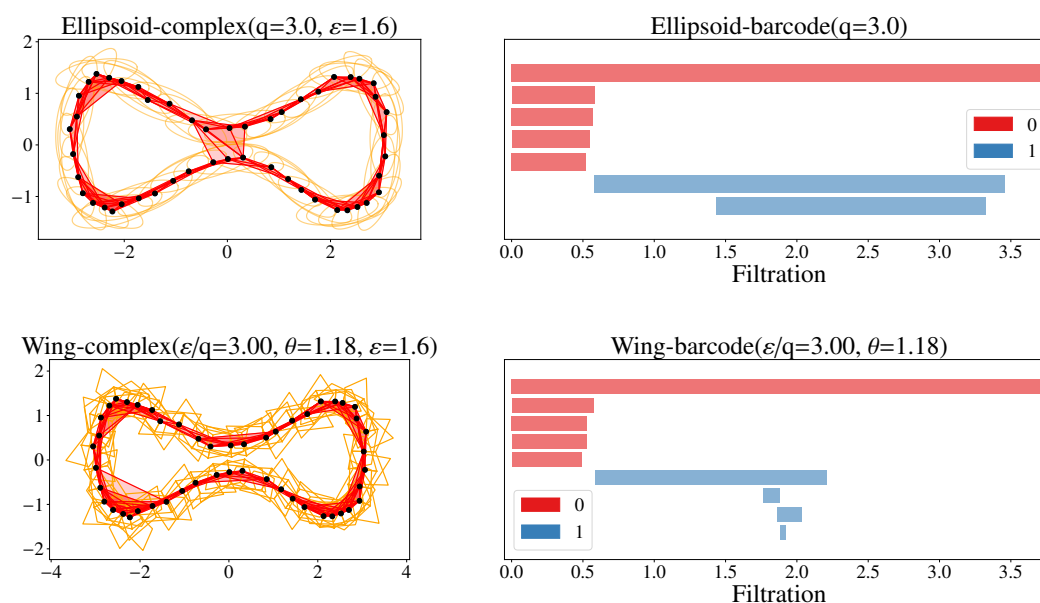 Ellipsoid-complex(q=3.0, ε=1.6)
2
1
0
−1
−2
0
2
Ellipsoid-barcode(q=3.0)
0
1
0.0 0.5 1.0 1.5 2.0 2.5 3.0 3.5
Filtration
Wing-complex(ε/q=3.00, θ=1.18, ε=1.6)
2
1
0
−1
−2
−4 −2 0 2 4
Wing-barcode(ε/q=3.00, θ=1.18)
0
1
0.0 0.5 1.0 1.5 2.0 2.5 3.0 3.5
Filtration